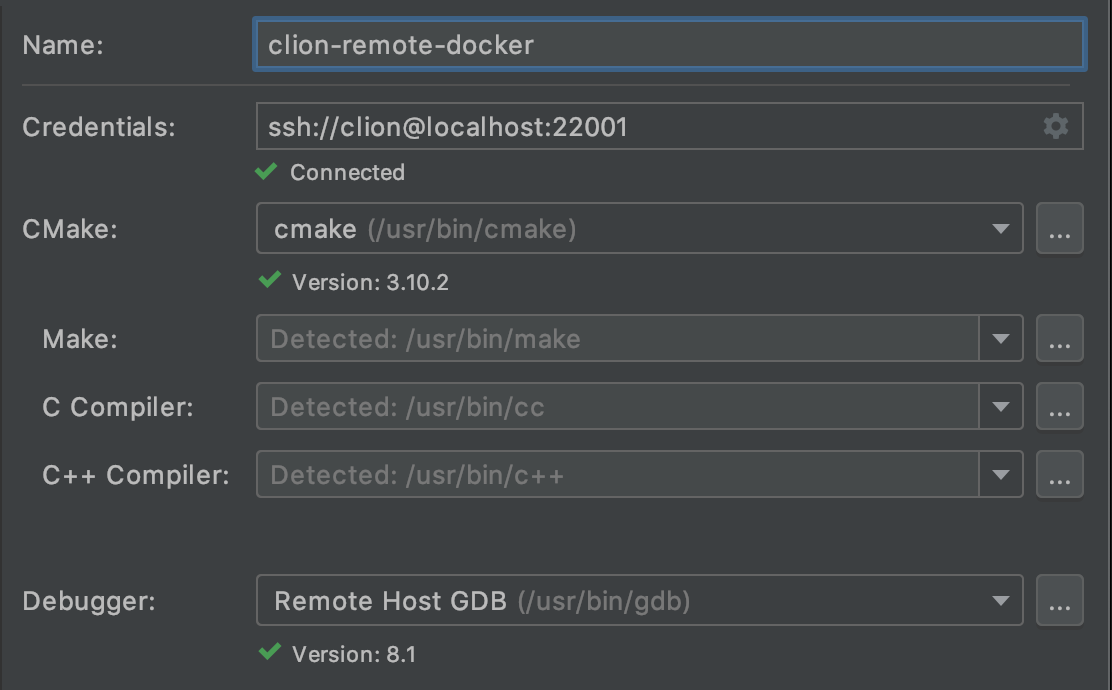 Name: clion-remote-docker
Credentials: ssh://clion@localhost:22001
Connected
CMake: cmake (/usr/bin/cmake) ...
Version: 3.10.2
Make: Detected: /usr/bin/make ...
C Compiler: Detected: /usr/bin/cc ...
C++ Compiler: Detected: /usr/bin/c++ ...
Debugger: Remote Host GDB (/usr/bin/gdb) ...
Version: 8.1